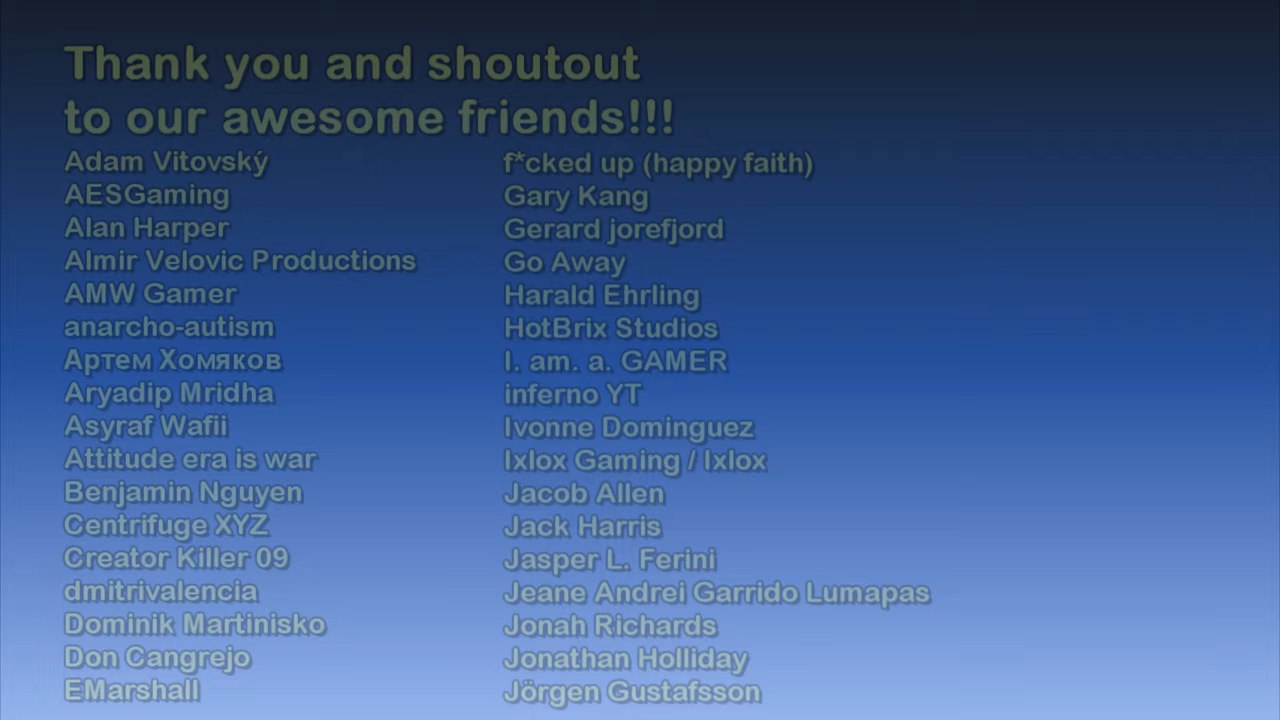 Thank you and shoutout
to our awesome friends!!!
Adam Vitovský
AESGaming
Alan Harper
Almir Velovic Productions
AMW Gamer
anarcho-autism
Артем Хомяков
Aryadip Mridha
Asyraf Wafii
Attitude era is war
Benjamin Nguyen
Centrifuge XYZ
Creator Killer 09
dmitrivalencia
Dominik Martinisko
Don Cangrejo
EMarshall
f*cked up (happy faith)
Gary Kang
Gerard jorefjord
Go Away
Harald Ehrling
HotBrix Studios
I. am. a. GAMER
inferno YT
Ivonne Dominguez
Ixlox Gaming / Ixlox
Jacob Allen
Jack Harris
Jasper L. Ferini
Jeane Andrei Garrido Lumapas
Jonah Richards
Jonathan Holliday
Jörgen Gustafsson